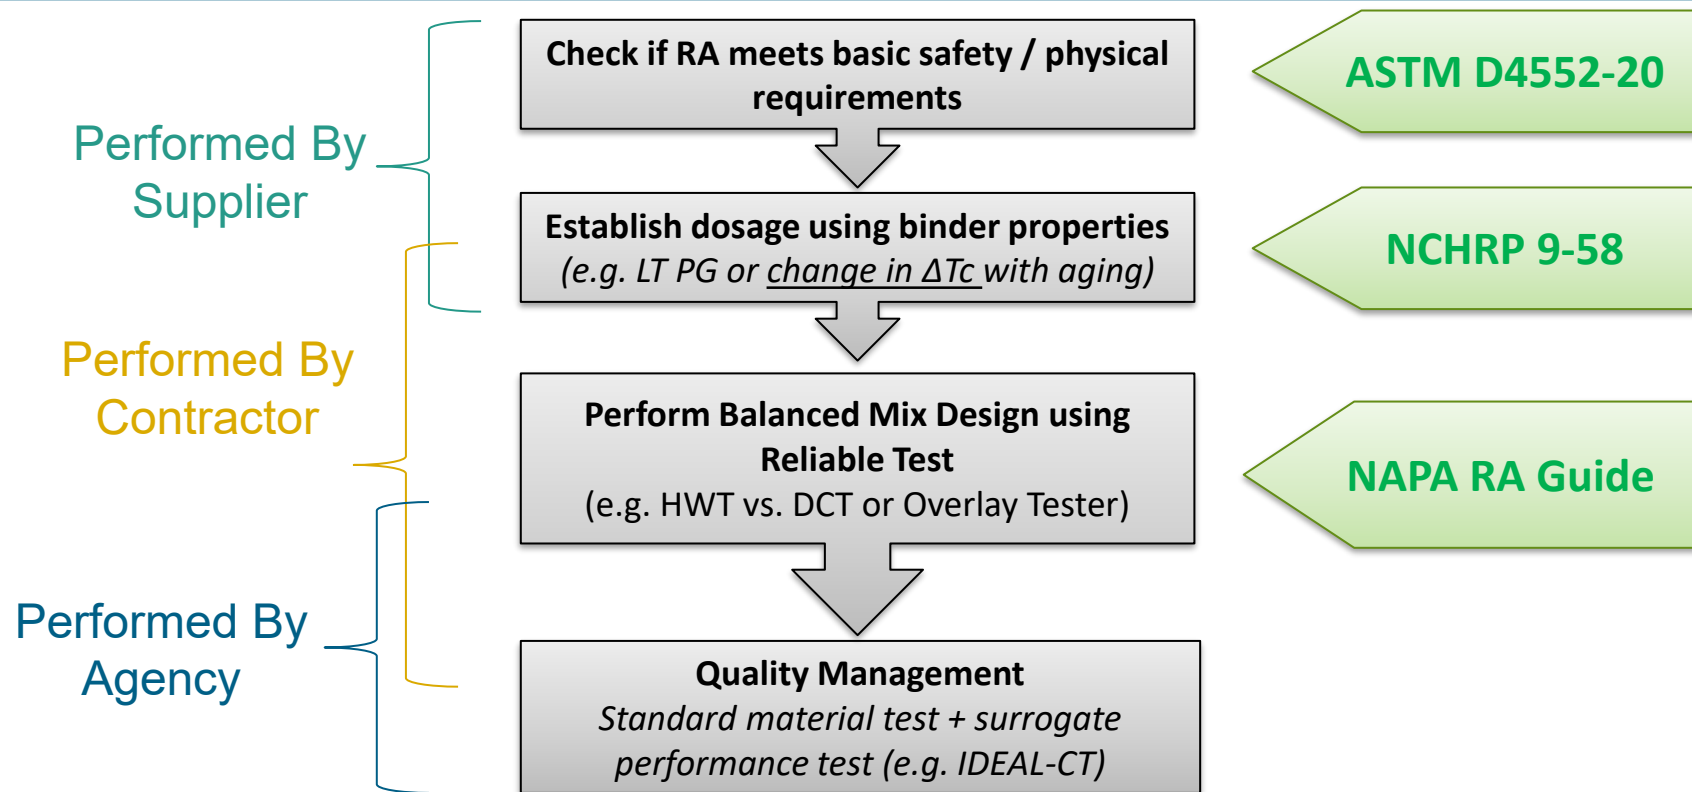 Check if RA meets basic safety / physical
requirements
ASTM D4552-20
Performed By
Supplier
Establish dosage using binder properties
(e.g. LT PG or change in ΔTc with aging)
NCHRP 9-58
Performed By
Contractor
Perform Balanced Mix Design using
Reliable Test
(e.g. HWT vs. DCT or Overlay Tester)
NAPA RA Guide
Performed By
Agency
Quality Management
Standard material test + surrogate
performance test (e.g. IDEAL-CT)